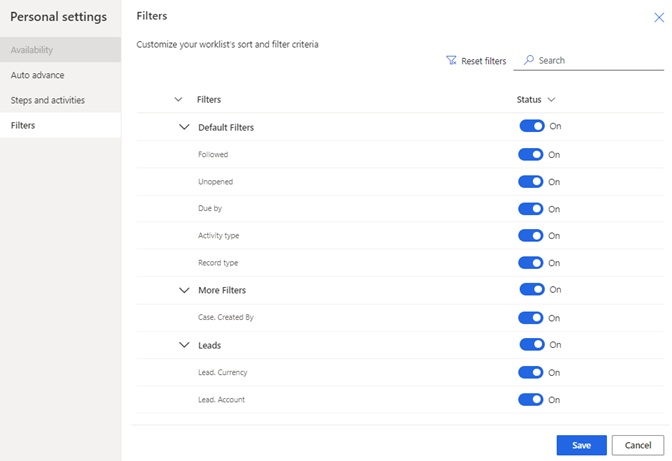 Personal settings
Availability
Auto advance
Steps and activities
Filters
Filters
Customize your worklist's sort and filter criteria
Reset filters Search
Filters Status
Default Filters On
Followed On
Unopened On
Due by On
Activity type On
Record type On
More Filters On
Case. Created By On
Leads On
Lead. Currency On
Lead. Account On
Save Cancel